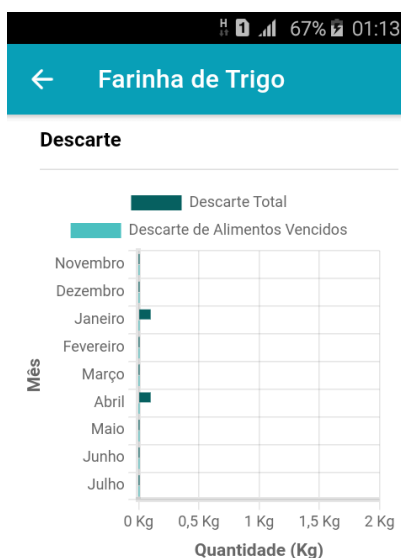 H 1 67% 01:13
Farinha de Trigo
Descarte
Descarte Total
Descarte de Alimentos Vencidos
Mês
Novembro
Dezembro
Janeiro
Fevereiro
Março
Abril
Maio
Junho
Julho
0 Kg 0,5 Kg 1 Kg 1,5 Kg 2 Kg
Quantidade (Kg)